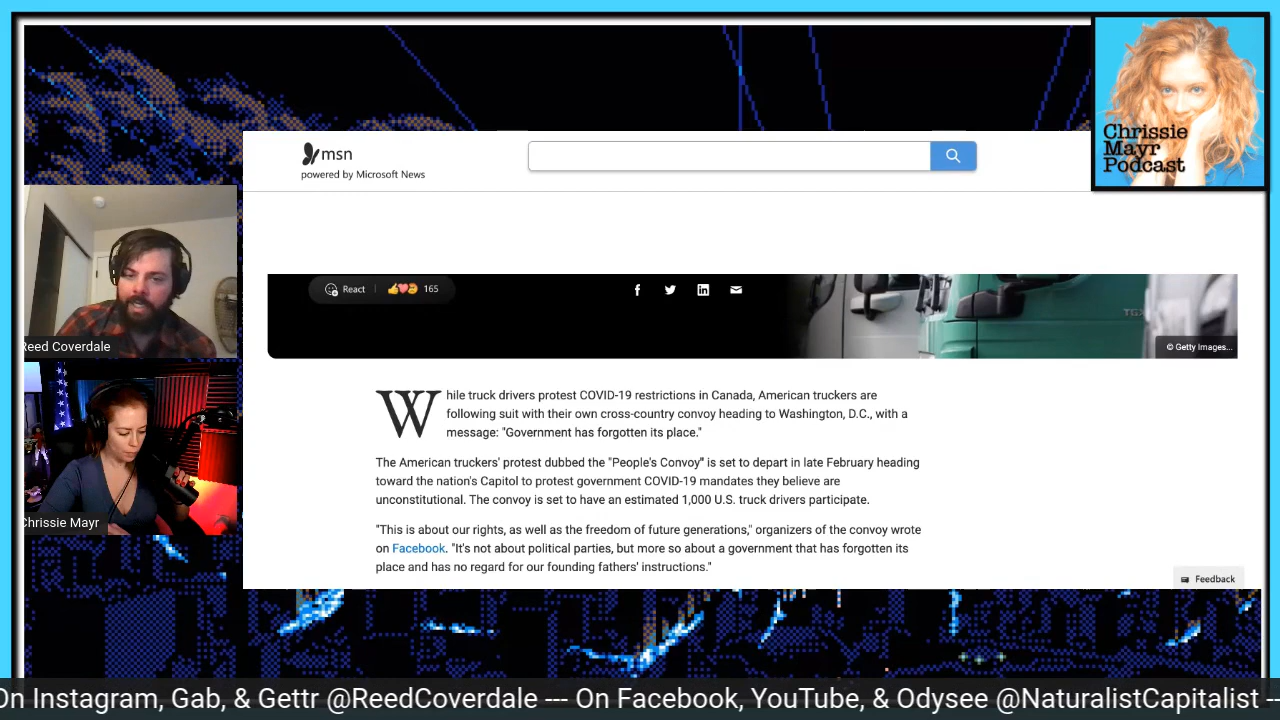 Chrissie
Mayr
Podcast
msn
powered by Microsoft News
React
165
TGX
© Getty Images...
Reed Coverdale
While truck drivers protest COVID-19 restrictions in Canada, American truckers are
following suit with their own cross-country convoy heading to Washington, D.C., with a
message: "Government has forgotten its place."
The American truckers' protest dubbed the "People's Convoy" is set to depart in late February heading
toward the nation's Capitol to protest government COVID-19 mandates they believe are
unconstitutional. The convoy is set to have an estimated 1,000 U.S. truck drivers participate.
Chrissie Mayr
"This is about our rights, as well as the freedom of future generations," organizers of the convoy wrote
on Facebook. "It's not about political parties, but more so about a government that has forgotten its
place and has no regard for our founding fathers' instructions."
Feedback
On Instagram, Gab, & Gettr @ReedCoverdale --- On Facebook, YouTube, & Odysee @NaturalistCapitalist --